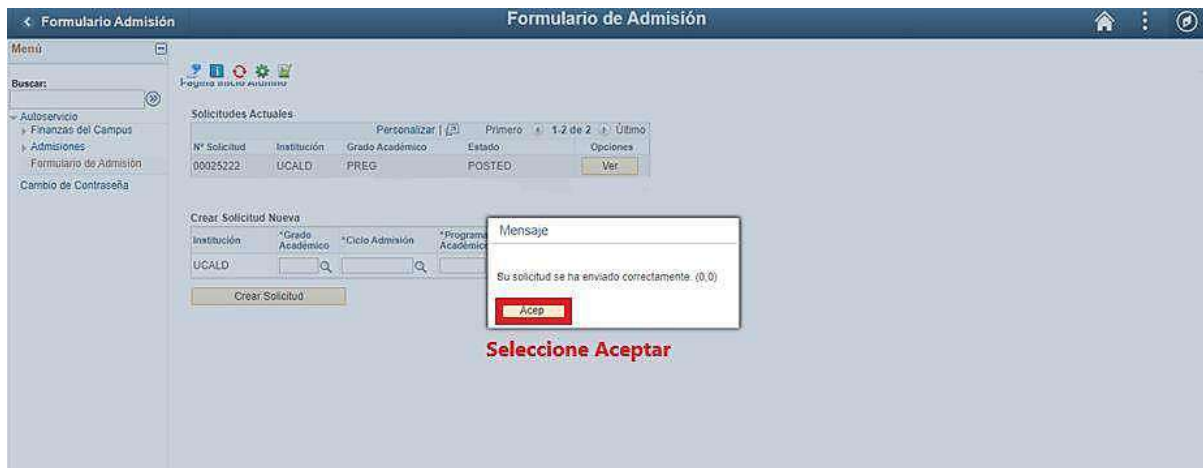 Formulario Admisión
Formulario de Admisión
Menú
Buscar:
Autoservicio
Finanzas del Campus
Admisiones
Formulario de Admisión
Cambio de Contraseña
Página Inicio Alumno
Solicitudes Actuales
Personalizar | Primero 1-2 de 2 Último
Nº Solicitud Institución Grado Académico Estado Opciones
00025222 UCALD PREG POSTED Ver
Crear Solicitud Nueva
Institución *Grado Académico *Ciclo Admisión *Programa Académico
UCALD
Crear Solicitud
Mensaje
Su solicitud se ha enviado correctamente. (0,0)
Acep
Seleccione Aceptar